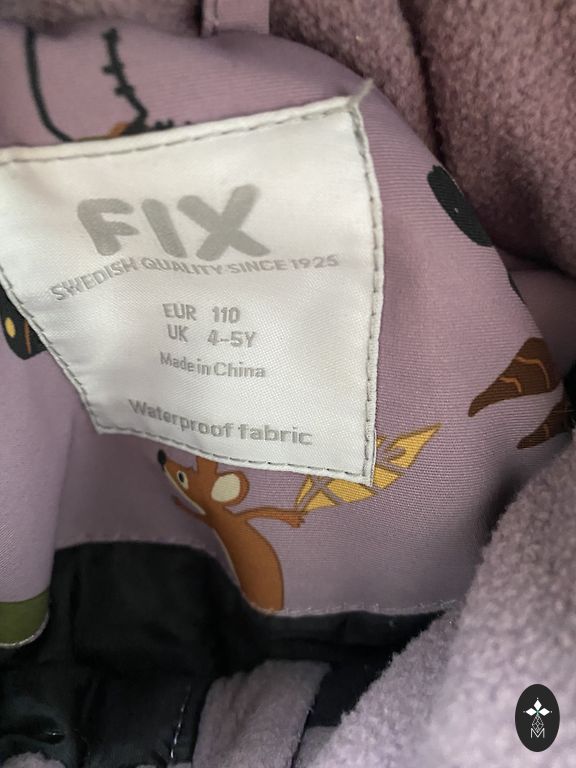 FIX
SWEDISH QUALITY SINCE 1925
EUR 110
UK 4-5Y
Made in China
Waterproof fabric
M